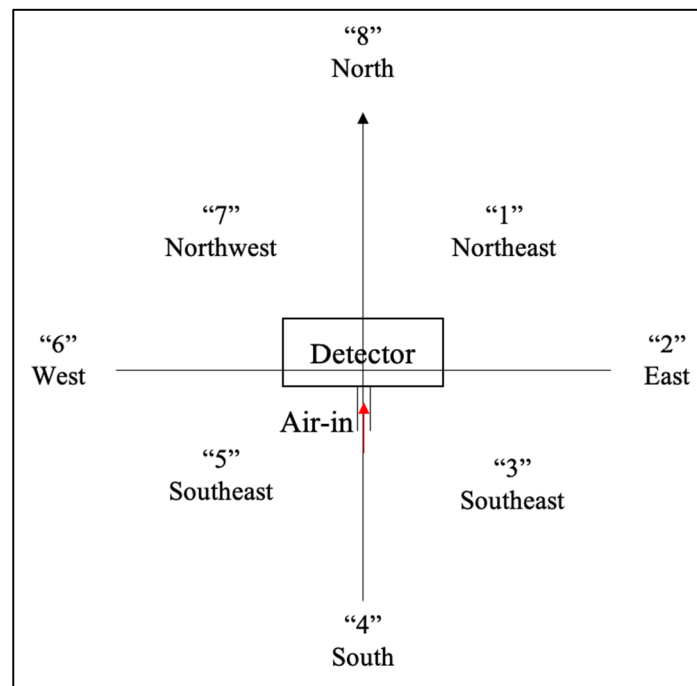 “8”
North
“7”
Northwest
“1”
Northeast
“6”
West
Detector
“2”
East
Air-in
“5”
Southeast
“3”
Southeast
“4”
South